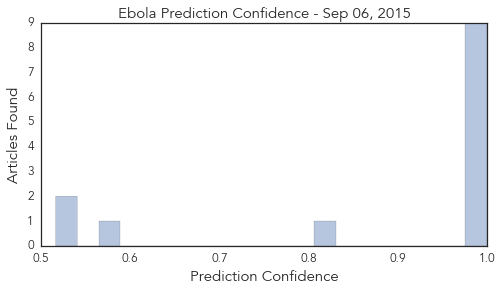 Ebola Prediction Confidence - Sep 06, 2015
Articles Found
9
8
7
6
5
4
3
2
1
0
0.5 0.6 0.7 0.8 0.9 1.0
Prediction Confidence